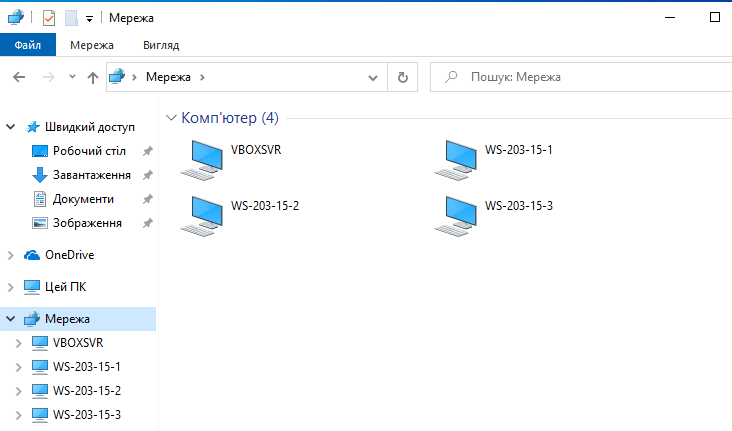 Мережа
Файл
Мережа
Вигляд
Мережа
Пошук: Мережа
Швидкий доступ
Робочий стіл
Завантаження
Документи
Зображення
OneDrive
Цей ПК
Мережа
VBOXSVR
WS-203-15-1
WS-203-15-2
WS-203-15-3
Комп'ютер (4)
VBOXSVR
WS-203-15-1
WS-203-15-2
WS-203-15-3